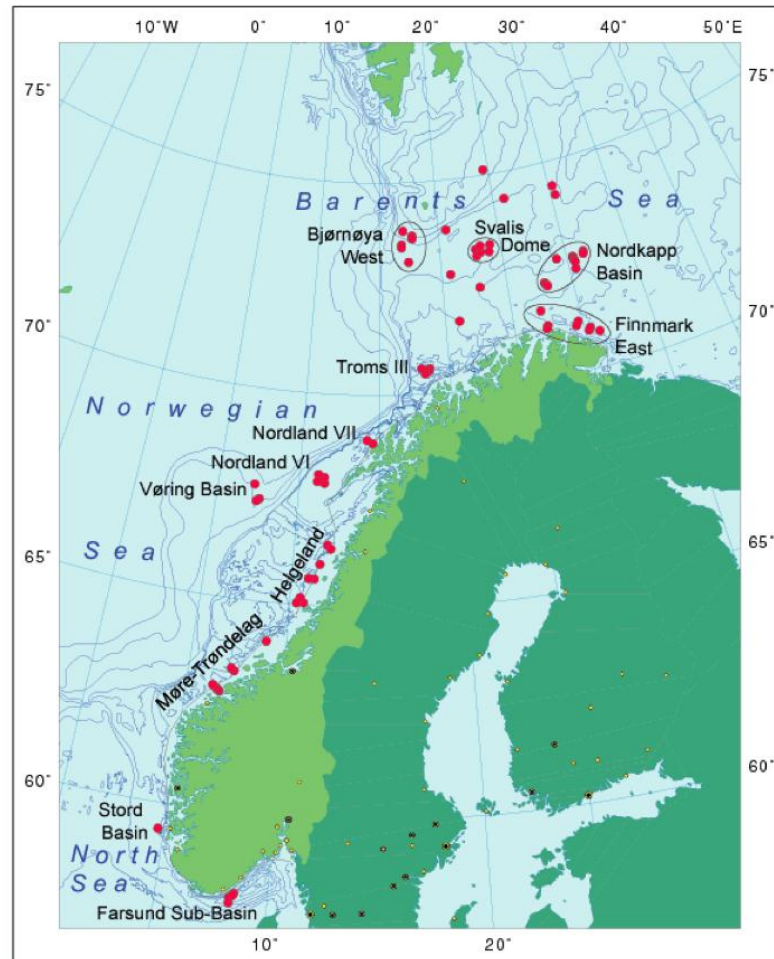 10°W 0° 10° 20° 30° 40° 50°E
75°
75°
Barents Sea
Bjørnøya
West
Svalis
Dome
Nordkapp
Basin
70°
70°
Finnmark
East
Troms III
Norwegian
Nordland VII
Nordland VI
Vøring Basin
65°
65°
Sea
Helgeland
Møre-Trøndelag
60°
60°
Stord
Basin
North
Sea
Farsund Sub-Basin
10° 20°